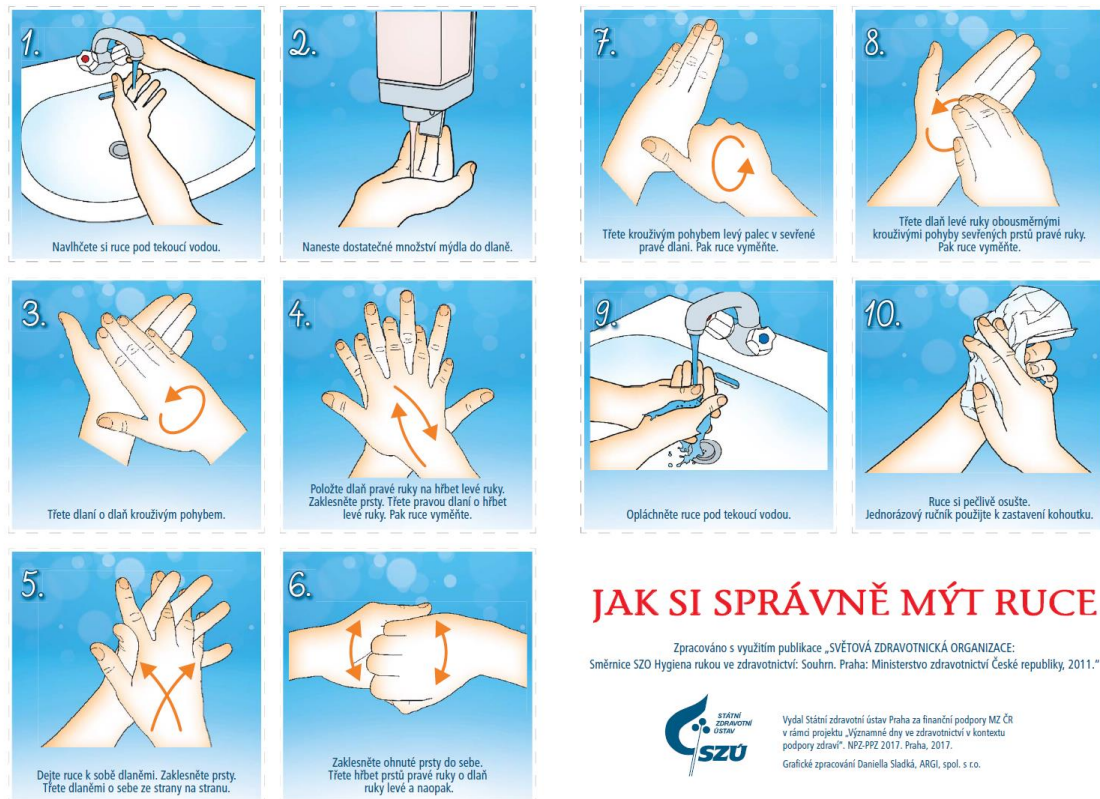 1.
Navlhčete si ruce pod tekoucí vodou.
2.
Naneste dostatečné množství mýdla do dlaně.
3.
Třete dlaní o dlaň krouživým pohybem.
4.
Položte dlaň pravé ruky na hřbet levé ruky.
Zaklesněte prsty. Třete pravou dlaní o hřbet
levé ruky. Pak ruce vyměňte.
5.
Dejte ruce k sobě dlaněmi. Zaklesněte prsty.
Třete dlaněmi o sebe ze strany na stranu.
6.
Zaklesněte ohnuté prsty do sebe.
Třete hřbet prstů pravé ruky o dlaň
ruky levé a naopak.
7.
Třete krouživým pohybem levý palec v sevřené
pravé dlani. Pak ruce vyměňte.
8.
Třete dlaň levé ruky obousměrnými
krouživými pohyby sevřených prstů pravé ruky.
Pak ruce vyměňte.
9.
Opláchněte ruce pod tekoucí vodou.
10.
Ruce si pečlivě osušte.
Jednorázový ručník použijte k zastavení kohoutku.
JAK SI SPRÁVNĚ MÝT RUCE
Zpracováno s využitím publikace „SVĚTOVÁ ZDRAVOTNICKÁ ORGANIZACE:
Směrnice SZO Hygiena rukou ve zdravotnictví: Souhrn. Praha: Ministerstvo zdravotnictví České republiky, 2011.“
STÁTNÍ
ZDRAVOTNÍ
ÚSTAV
SZÚ
Vydal Státní zdravotní ústav Praha za finanční podpory MZ ČR
v rámci projektu „Významné dny ve zdravotnictví v kontextu
podpory zdraví“. NPZ-PPZ 2017. Praha, 2017.
Grafické zpracování Daniella Sladká, ARGI, spol. s r.o.